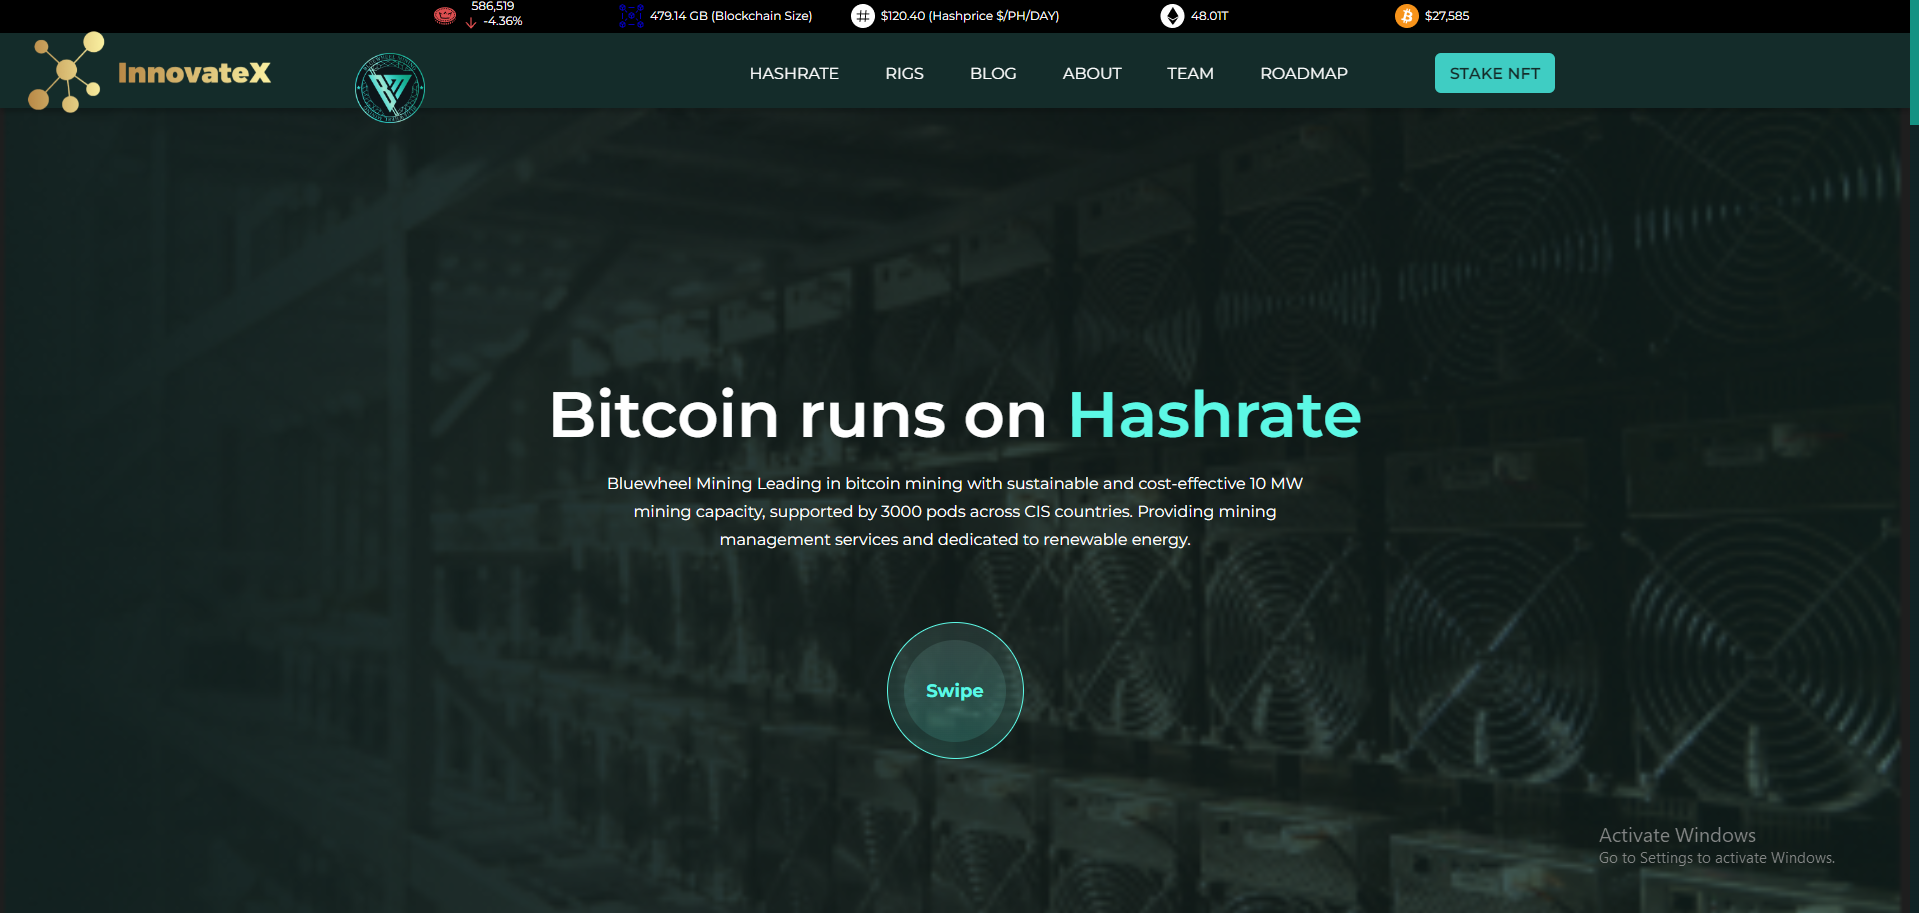 586,519
-4.36%
479.14 GB (Blockchain Size)
$120.40 (Hashprice $/PH/DAY)
48.01T
$27,585
InnovateX
HASHRATE
RIGS
BLOG
ABOUT
TEAM
ROADMAP
STAKE NFT
Bitcoin runs on Hashrate
Bluewheel Mining Leading in bitcoin mining with sustainable and cost-effective 10 MW
mining capacity, supported by 3000 pods across CIS countries. Providing mining
management services and dedicated to renewable energy.
Swipe
Activate Windows
Go to Settings to activate Windows.